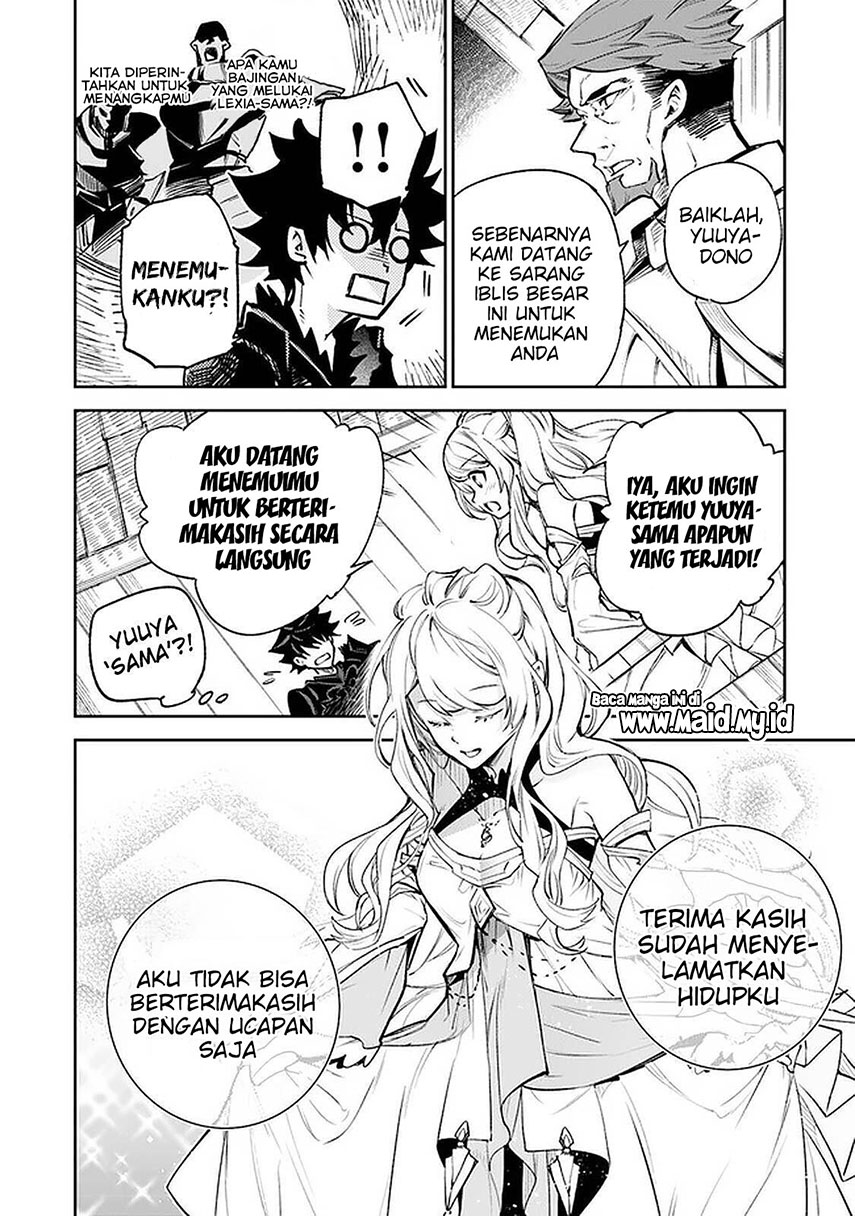 BAIKLAH,
YUUYA-
DONO
SEBENARNYA
KAMI DATANG
KE SARANG
IBLIS BESAR
INI UNTUK
MENEMUKAN
ANDA
!!
APA KAMU
BAJINGAN
YANG MELUKAI
LEXIA-SAMA?!
KITA DIPERIN-
TAHKAN UNTUK
MENANGKAPMU
MENEMU-
KANKU?!
IYA, AKU INGIN
KETEMU YUUYA-
SAMA APAPUN
YANG TERJADI!
AKU DATANG
MENEMUIMU
UNTUK BERTERI-
MAKASIH SECARA
LANGSUNG
YUUYA
'SAMA'?!
Baca Manga ini di
www.Maid.My.id
TERIMA KASIH
SUDAH MENYE-
LAMATKAN
HIDUPKU
AKU TIDAK BISA
BERTERIMAKASIH
DENGAN UCAPAN
SAJA